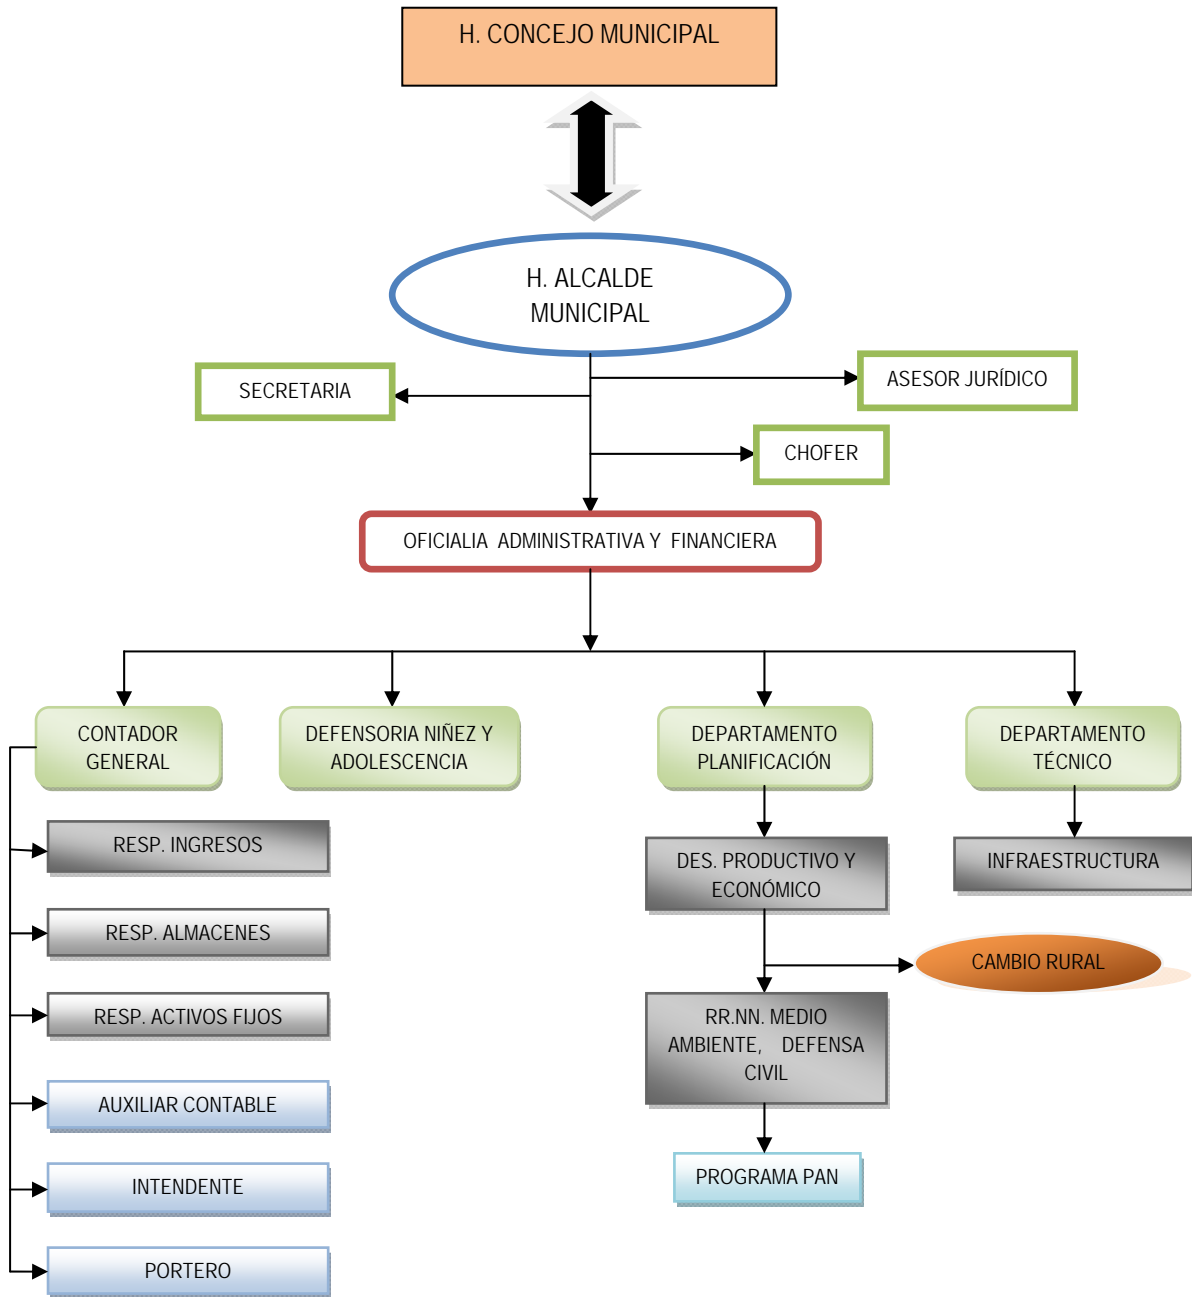 H. CONCEJO MUNICIPAL
H. ALCALDE
MUNICIPAL
SECRETARIA
ASESOR JURÍDICO
CHOFER
OFICIALIA ADMINISTRATIVA Y FINANCIERA
CONTADOR
GENERAL
DEFENSORIA NIÑEZ Y
ADOLESCENCIA
DEPARTAMENTO
PLANIFICACIÓN
DEPARTAMENTO
TÉCNICO
RESP. INGRESOS
RESP. ALMACENES
RESP. ACTIVOS FIJOS
AUXILIAR CONTABLE
INTENDENTE
PORTERO
DES. PRODUCTIVO Y
ECONÓMICO
CAMBIO RURAL
RR.NN. MEDIO
AMBIENTE, DEFENSA
CIVIL
PROGRAMA PAN
INFRAESTRUCTURA